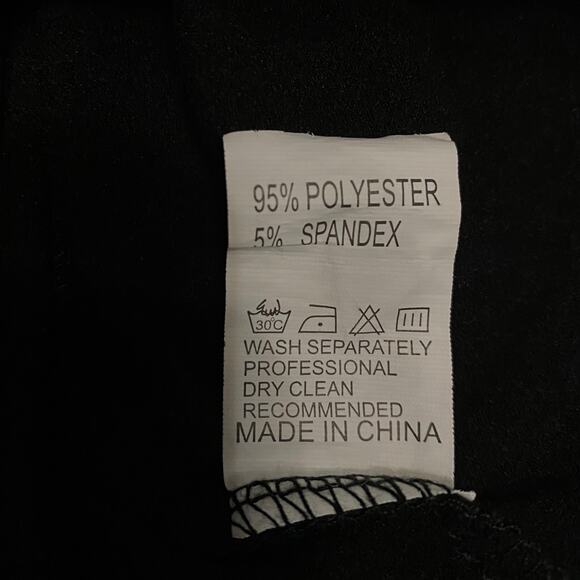 95% POLYESTER
5% SPANDEX
30°C
WASH SEPARATELY
PROFESSIONAL
DRY CLEAN
RECOMMENDED
MADE IN CHINA